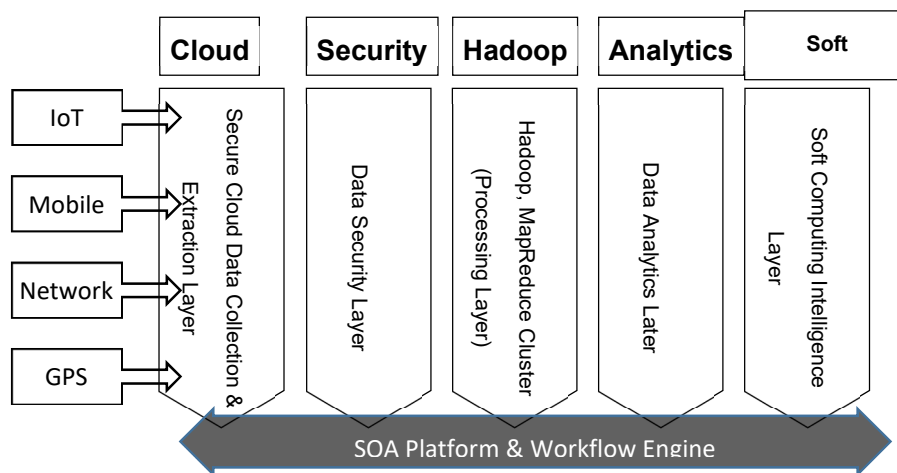 Cloud
Security
Hadoop
Analytics
Soft
IoT
Mobile
Network
GPS
Secure Cloud Data Collection &
Extraction Layer
Data Security Layer
Hadoop, MapReduce Cluster
(Processing Layer)
Data Analytics Later
Soft Computing Intelligence
Layer
SOA Platform & Workflow Engine